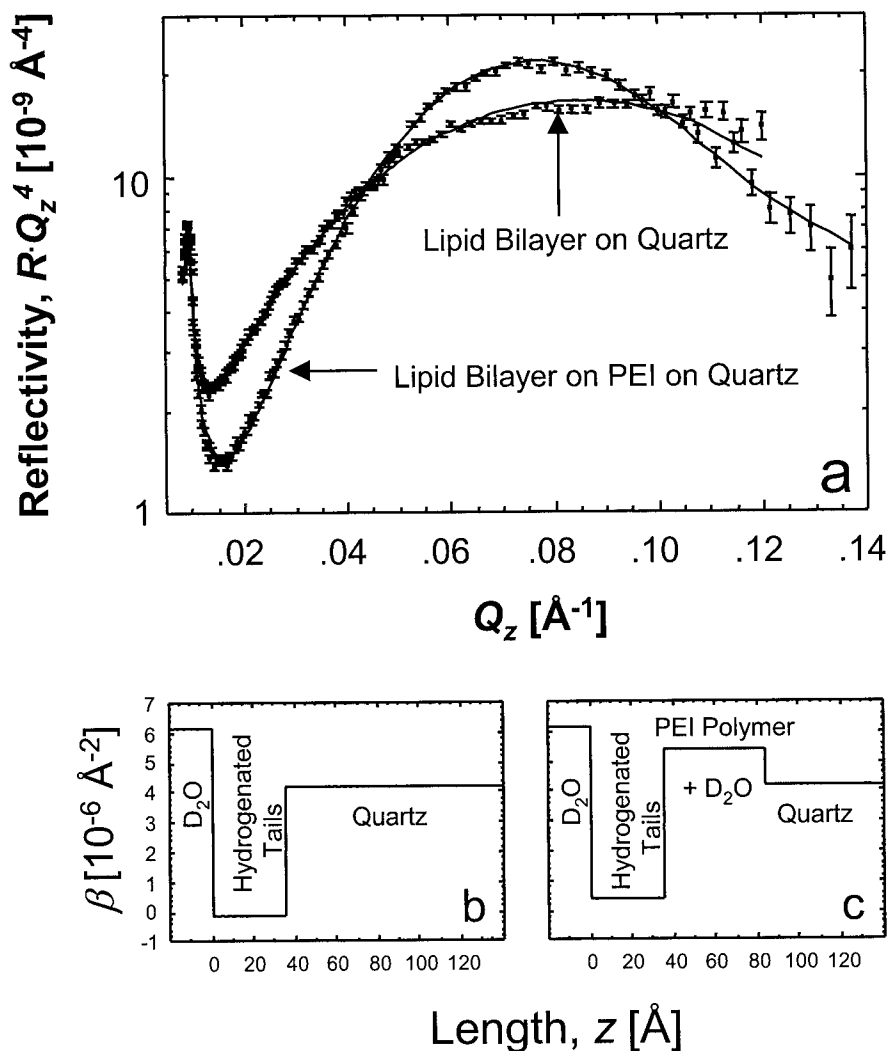 Reflectivity, R·Q_z^4 [10^-9 Å^-4]
10
1
Lipid Bilayer on Quartz
Lipid Bilayer on PEI on Quartz
a
.02 .04 .06 .08 .10 .12 .14
Q_z [Å^-1]
β [10^-6 Å^-2]
7
6
5
4
3
2
1
0
-1
D₂O
Hydrogenated
Tails
Quartz
b
0 20 40 60 80 100 120
PEI Polymer
+ D₂O
D₂O
Hydrogenated
Tails
Quartz
c
0 20 40 60 80 100 120
Length, z [Å]